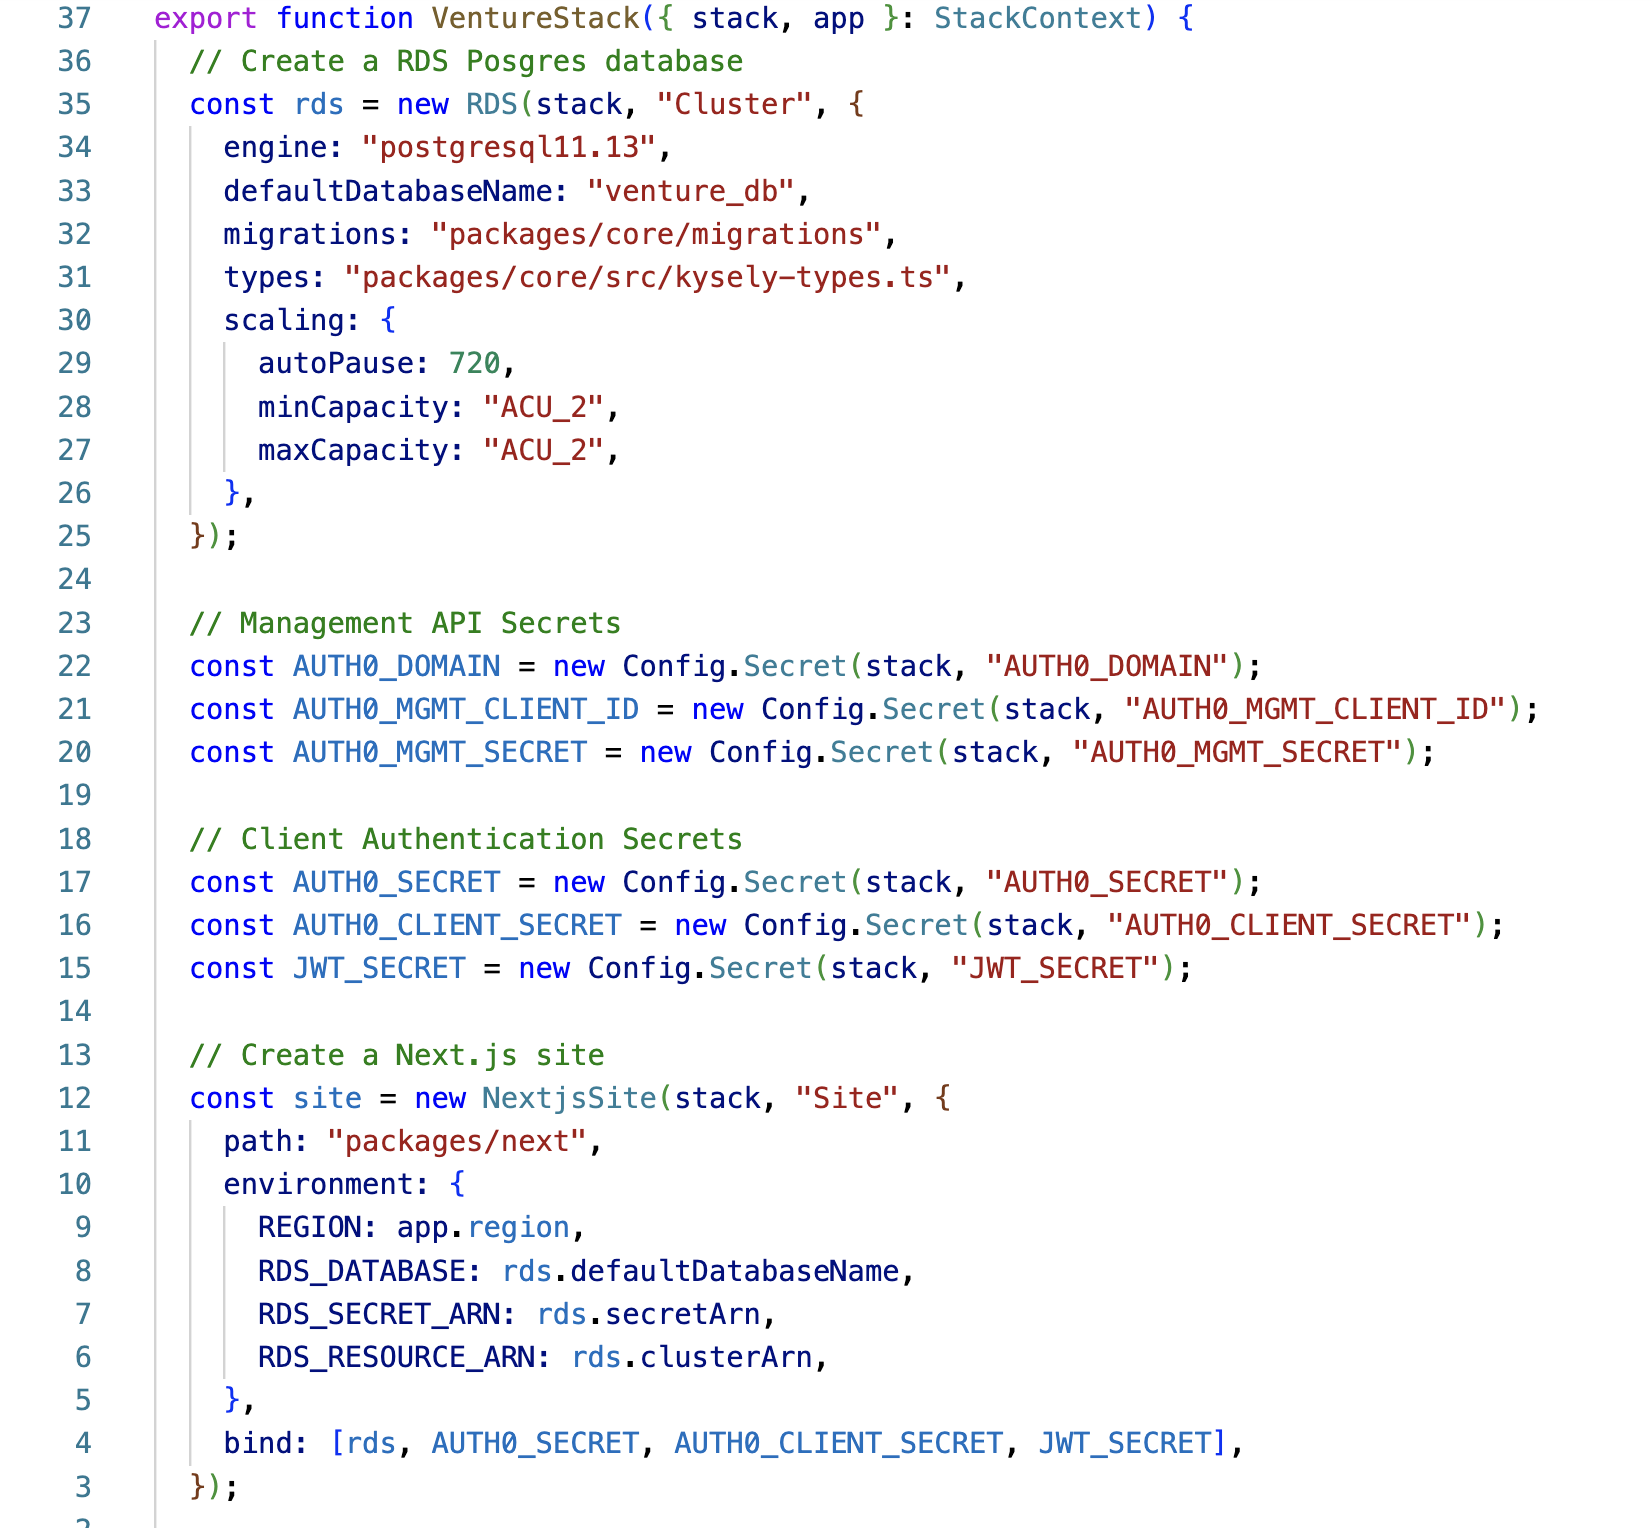 37 export function VentureStack({ stack, app }: StackContext) {
36 // Create a RDS Posgres database
35 const rds = new RDS(stack, "Cluster", {
34 engine: "postgresql11.13",
33 defaultDatabaseName: "venture_db",
32 migrations: "packages/core/migrations",
31 types: "packages/core/src/kysely-types.ts",
30 scaling: {
29 autoPause: 720,
28 minCapacity: "ACU_2",
27 maxCapacity: "ACU_2",
26 },
25 });
24
23 // Management API Secrets
22 const AUTH0_DOMAIN = new Config.Secret(stack, "AUTH0_DOMAIN");
21 const AUTH0_MGMT_CLIENT_ID = new Config.Secret(stack, "AUTH0_MGMT_CLIENT_ID");
20 const AUTH0_MGMT_SECRET = new Config.Secret(stack, "AUTH0_MGMT_SECRET");
19
18 // Client Authentication Secrets
17 const AUTH0_SECRET = new Config.Secret(stack, "AUTH0_SECRET");
16 const AUTH0_CLIENT_SECRET = new Config.Secret(stack, "AUTH0_CLIENT_SECRET");
15 const JWT_SECRET = new Config.Secret(stack, "JWT_SECRET");
14
13 // Create a Next.js site
12 const site = new NextjsSite(stack, "Site", {
11 path: "packages/next",
10 environment: {
9 REGION: app.region,
8 RDS_DATABASE: rds.defaultDatabaseName,
7 RDS_SECRET_ARN: rds.secretArn,
6 RDS_RESOURCE_ARN: rds.clusterArn,
5 },
4 bind: [rds, AUTH0_SECRET, AUTH0_CLIENT_SECRET, JWT_SECRET],
3 });
2